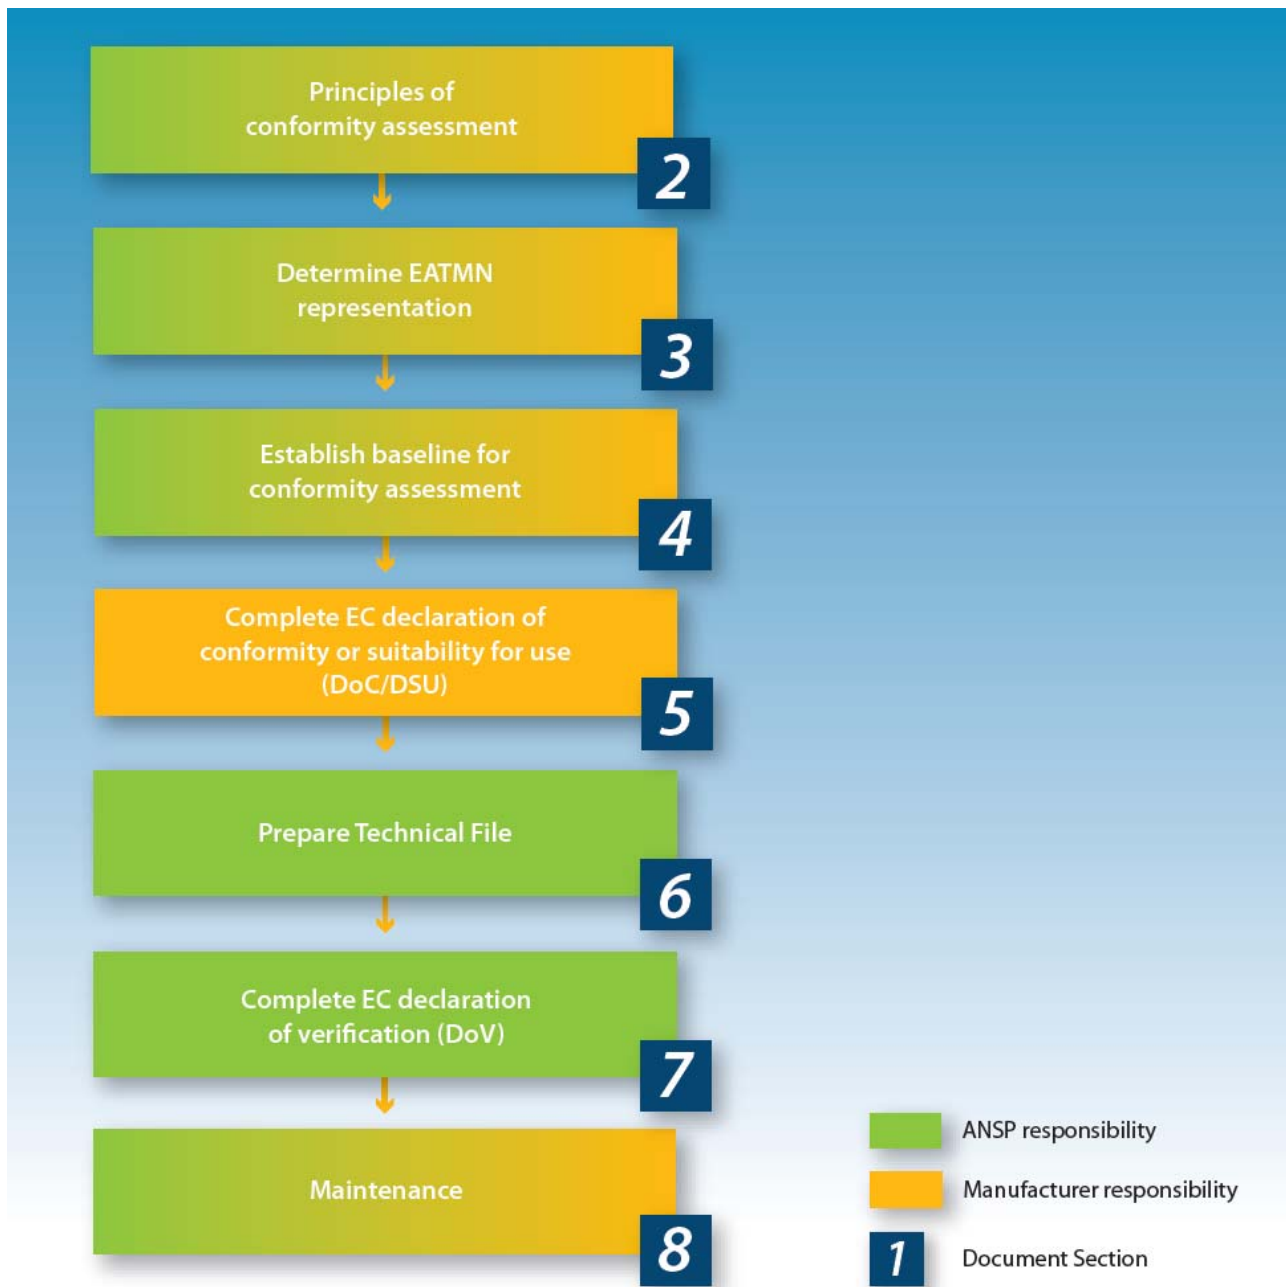 Principles of
conformity assessment
2
Determine EATMN
representation
3
Establish baseline for
conformity assessment
4
Complete EC declaration of
conformity or suitability for use
(DoC/DSU)
5
Prepare Technical File
6
Complete EC declaration
of verification (DoV)
7
Maintenance
8
ANSP responsibility
Manufacturer responsibility
1 Document Section